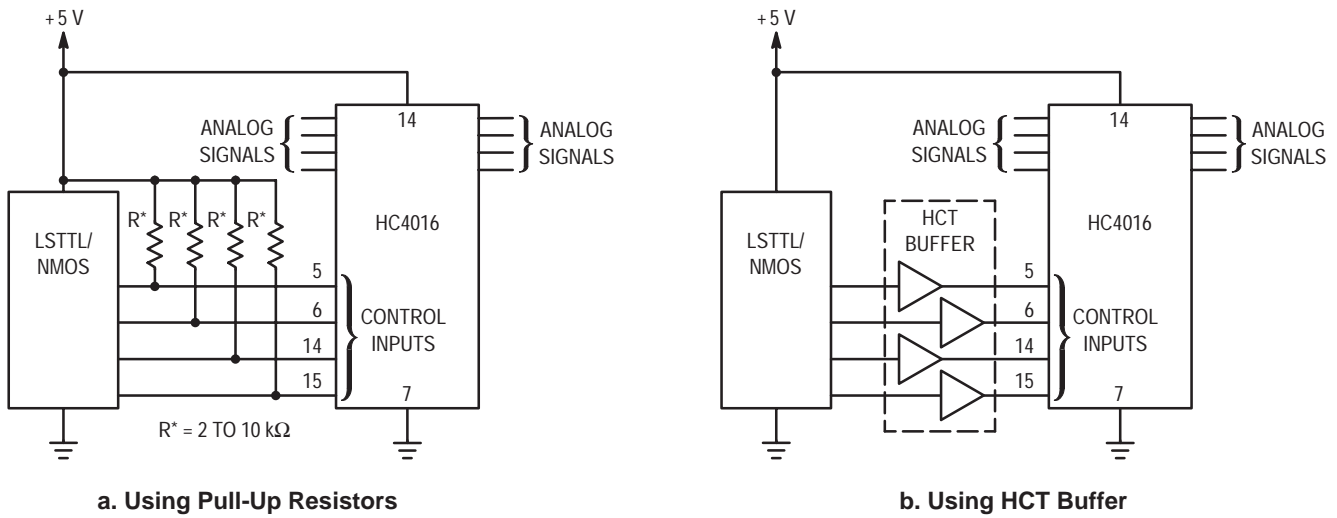 +5 V
14
ANALOG
SIGNALS
ANALOG
SIGNALS
R* R* R* R*
HC4016
LSTTL/
NMOS
5
6
14
15
CONTROL
INPUTS
7
R* = 2 TO 10 kΩ
a. Using Pull-Up Resistors
+5 V
14
ANALOG
SIGNALS
ANALOG
SIGNALS
HCT
BUFFER
HC4016
LSTTL/
NMOS
5
6
14
15
CONTROL
INPUTS
7
b. Using HCT Buffer